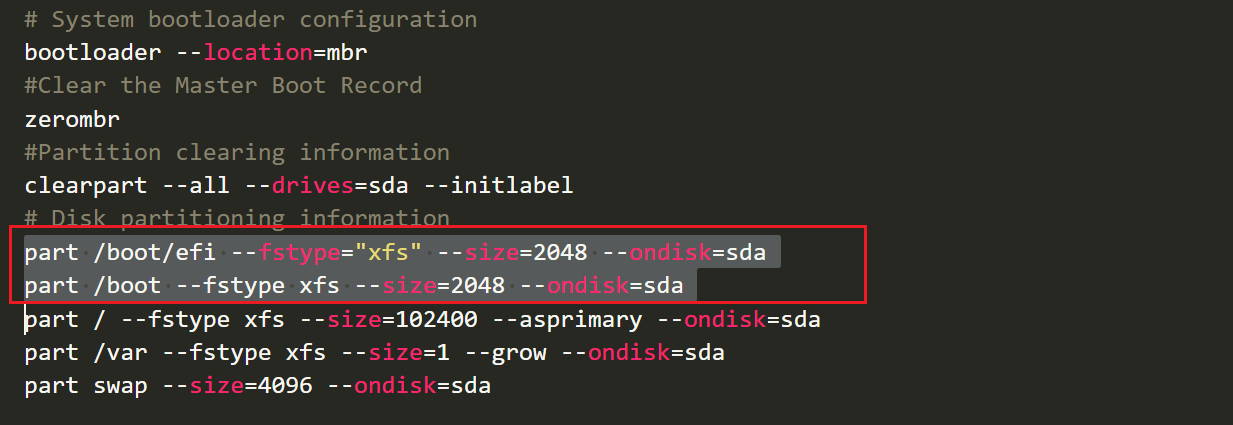 # System bootloader configuration
bootloader --location=mbr
#Clear the Master Boot Record
zerombr
#Partition clearing information
clearpart --all --drives=sda --initlabel
# Disk partitioning information
part /boot/efi --fstype="xfs" --size=2048 --ondisk=sda
part /boot --fstype xfs --size=2048 --ondisk=sda
part / --fstype xfs --size=102400 --asprimary --ondisk=sda
part /var --fstype xfs --size=1 --grow --ondisk=sda
part swap --size=4096 --ondisk=sda